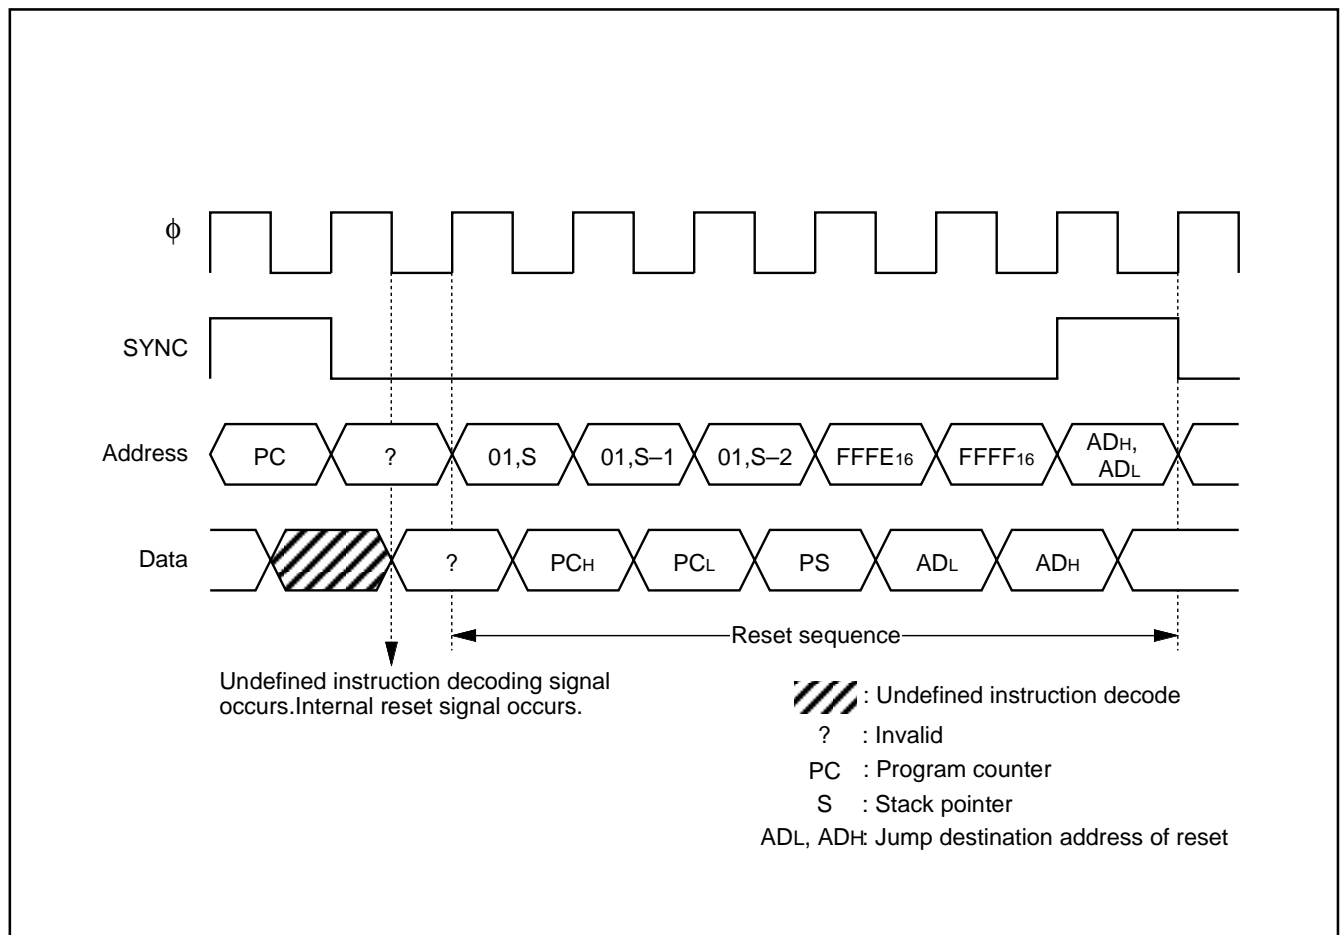 ϕ
SYNC
Address PC ? 01,S 01,S–1 01,S–2 FFFE16 FFFF16 ADH,
ADL
Data ? PCH PCL PS ADL ADH
Reset sequence
Undefined instruction decoding signal
occurs.Internal reset signal occurs.
: Undefined instruction decode
? : Invalid
PC : Program counter
S : Stack pointer
ADL, ADH: Jump destination address of reset